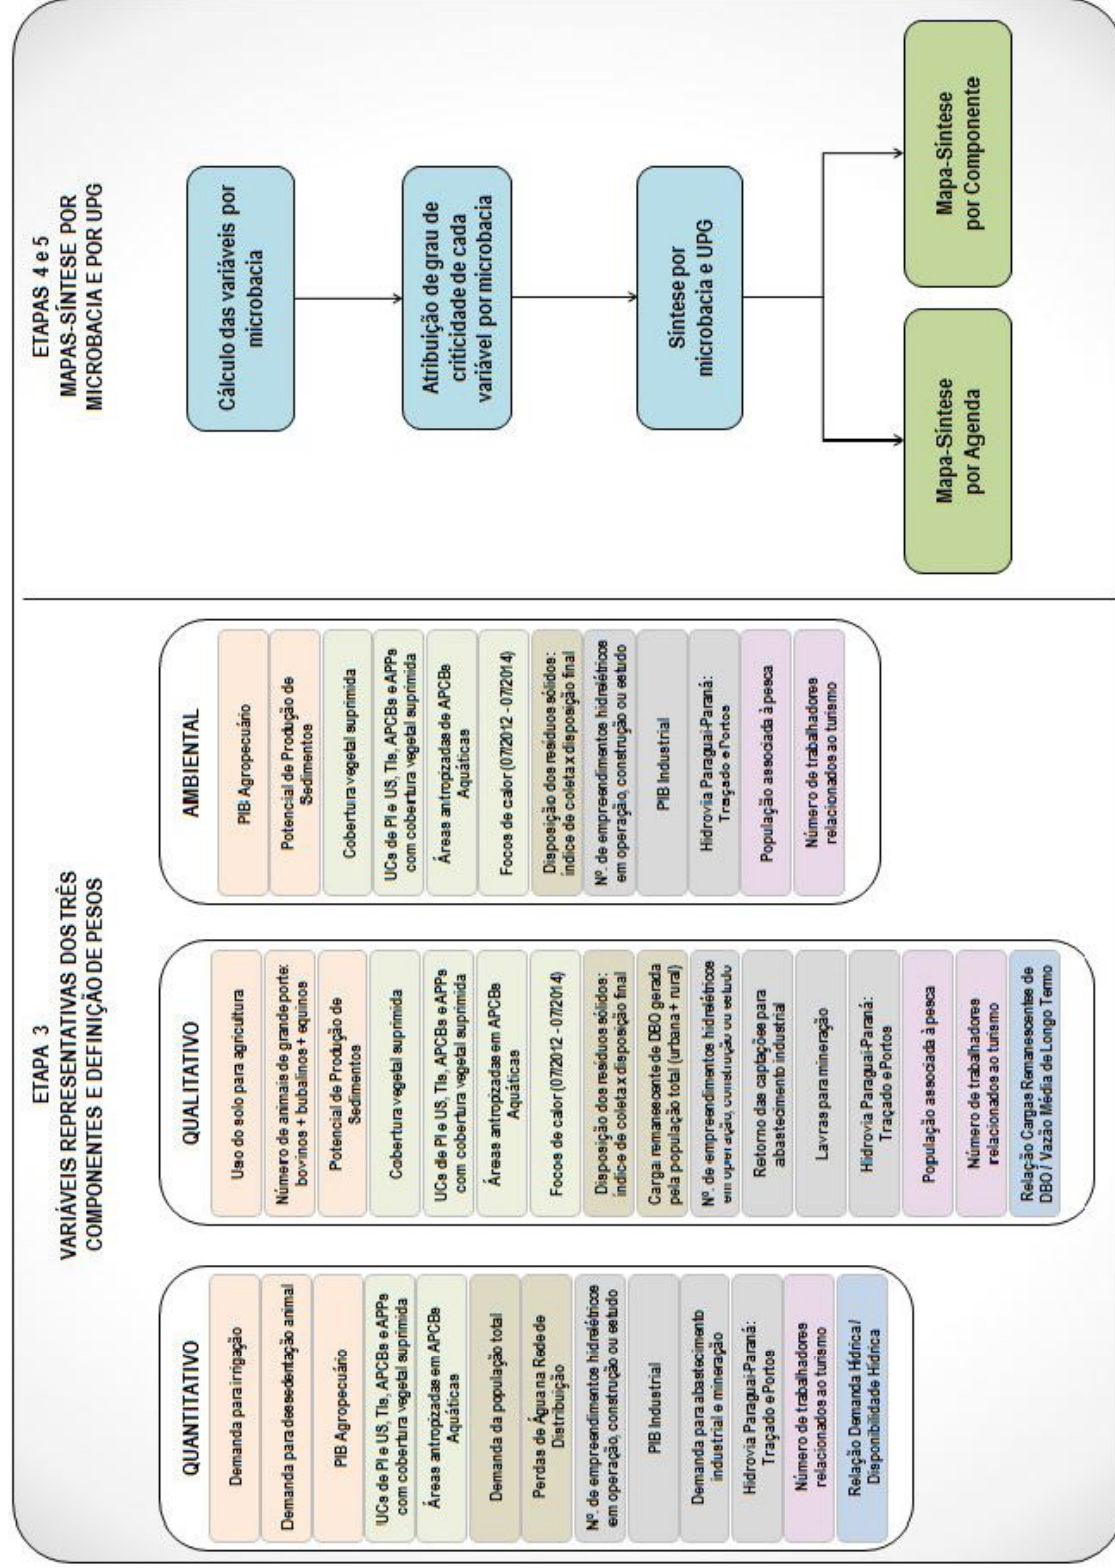 ETAPA 3
VARIÁVEIS REPRESENTATIVAS DOS TRÊS
COMPONENTES E DEFINIÇÃO DE PESOS
QUANTITATIVO
Demanda para irrigação
Demanda para dessedentação animal
PIB Agropecuário
UCs de PI e US, TIs, APCBs e APPs
com cobertura vegetal suprimida
Áreas antropizadas em APCBs
Aquáticas
Demanda da população total
Perdas de Água na Rede de
Distribuição
Nº. de empreendimentos hidrelétricos
em operação, construção ou estudo
PIB Industrial
Demanda para abastecimento
industrial e mineração
Hidrovia Paraguai-Paraná:
Traçado e Portos
Número de trabalhadores
relacionados ao turismo
Relação Demanda Hídrica/
Disponibilidade Hídrica
QUALITATIVO
Uso do solo para agricultura
Número de animais de grande porte:
bovinos + bubalinos + equinos
Potencial de Produção de
Sedimentos
Cobertura vegetal suprimida
UCs de PI e US, TIs, APCBs e APPs
com cobertura vegetal suprimida
Áreas antropizadas em APCBs
Aquáticas
Focos de calor (07/2012 - 07/2014)
Disposição dos resíduos sólidos:
índice de coleta x disposição final
Carga remanescente de DBO gerada
pela população total (urbana + rural)
Nº. de empreendimentos hidrelétricos
em operação, construção ou estudo
Retorno das captações para
abastecimento industrial
Lavras para mineração
Hidrovia Paraguai-Paraná:
Traçado e Portos
População associada à pesca
Número de trabalhadores
relacionados ao turismo
Relação Cargas Remanescentes de
DBO / Vazão Média de Longo Termo
AMBIENTAL
PIB Agropecuário
Potencial de Produção de
Sedimentos
Cobertura vegetal suprimida
UCs de PI e US, TIs, APCBs e APPs
com cobertura vegetal suprimida
Áreas antropizadas de APCBs
Aquáticas
Focos de calor (07/2012 - 07/2014)
Disposição dos resíduos sólidos:
índice de coleta x disposição final
Nº. de empreendimentos hidrelétricos
em operação, construção ou estudo
PIB Industrial
Hidrovia Paraguai-Paraná:
Traçado e Portos
População associada à pesca
Número de trabalhadores
relacionados ao turismo
ETAPAS 4 e 5
MAPAS-SÍNTESE POR
MICROBACIA E POR UPG
Cálculo das variáveis por
microbacia
Atribuição de grau de
criticidade de cada
variável por microbacia
Síntese por
microbacia e UPG
Mapa-Síntese
por Agenda
Mapa-Síntese
por Componente